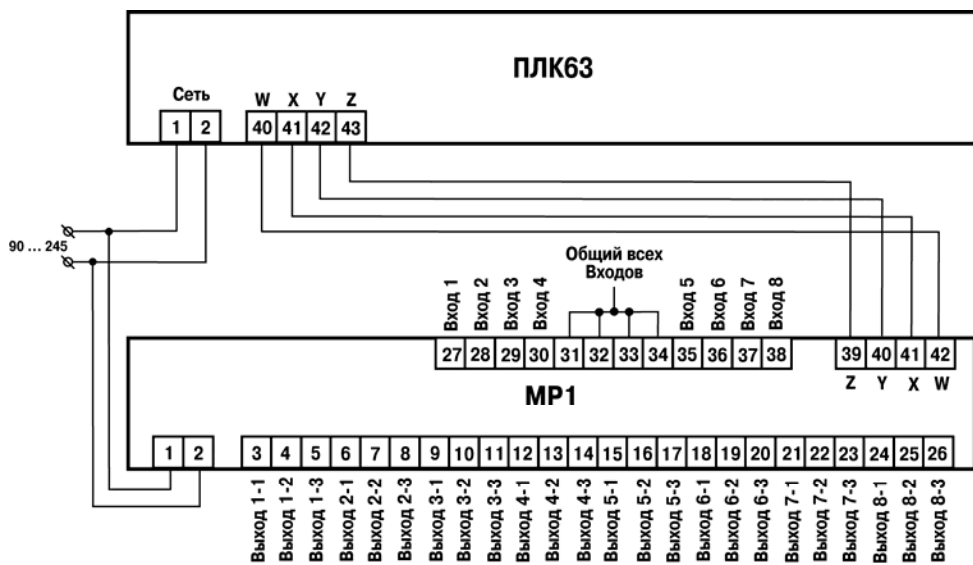 ПЛК63
Сеть
W X Y Z
1 2 40 41 42 43
90 ... 245
Общий всех
Входов
Вход 1
Вход 2
Вход 3
Вход 4
Вход 5
Вход 6
Вход 7
Вход 8
27 28 29 30 31 32 33 34 35 36 37 38 39 40 41 42
Z Y X W
МР1
1 2 3 4 5 6 7 8 9 10 11 12 13 14 15 16 17 18 19 20 21 22 23 24 25 26
Выход 1-1
Выход 1-2
Выход 1-3
Выход 2-1
Выход 2-2
Выход 2-3
Выход 3-1
Выход 3-2
Выход 3-3
Выход 4-1
Выход 4-2
Выход 4-3
Выход 5-1
Выход 5-2
Выход 5-3
Выход 6-1
Выход 6-2
Выход 6-3
Выход 7-1
Выход 7-2
Выход 7-3
Выход 8-1
Выход 8-2
Выход 8-3